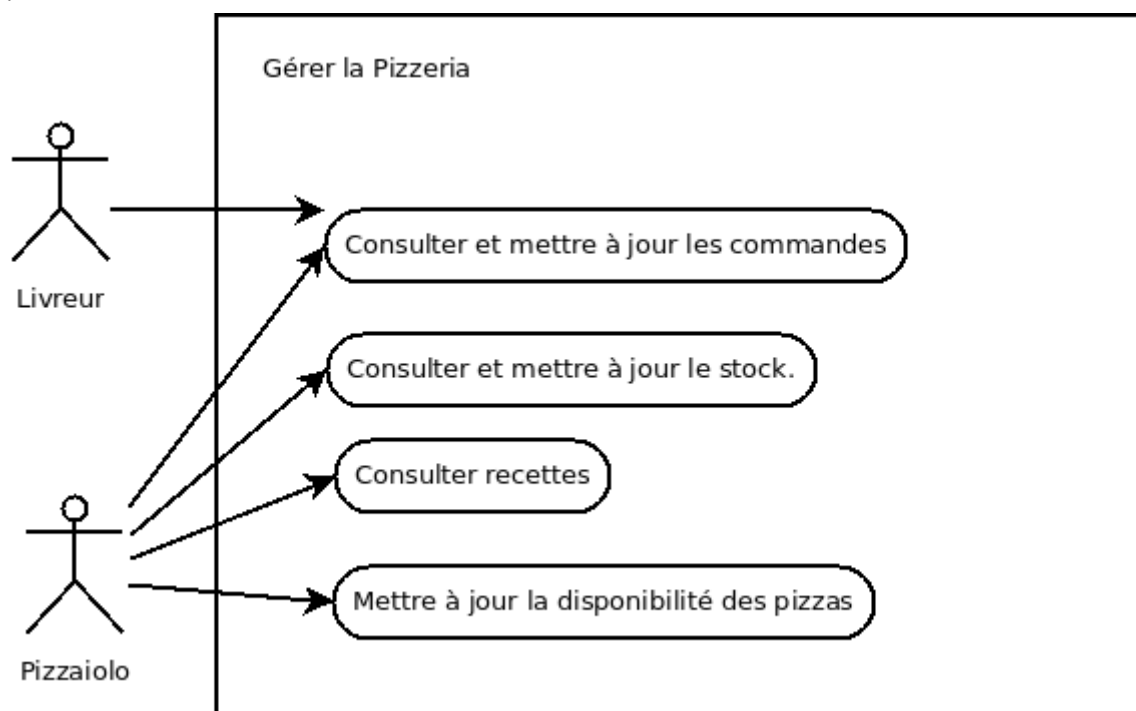 Gérer la Pizzeria
Consulter et mettre à jour les commandes
Livreur
Consulter et mettre à jour le stock.
Consulter recettes
Mettre à jour la disponibilité des pizzas
Pizzaiolo